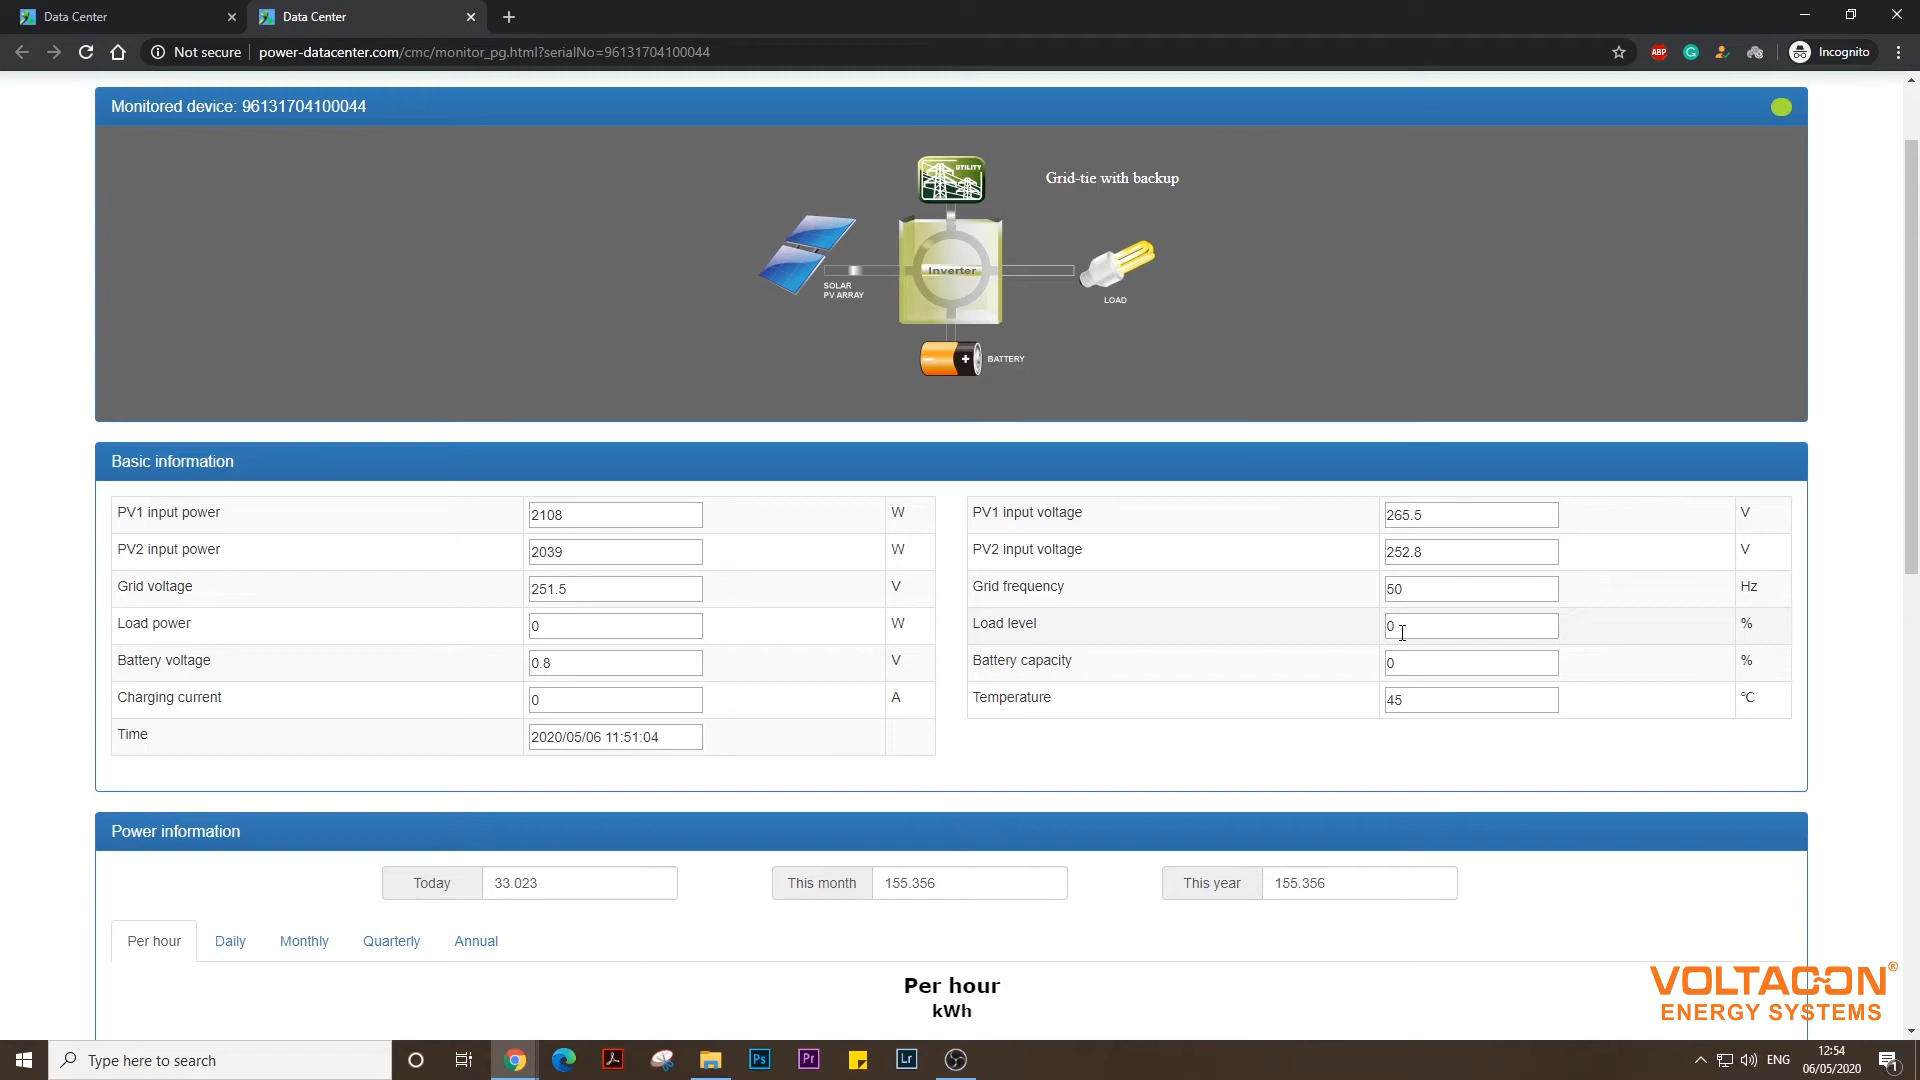 Data Center
Data Center
Not secure
power-datacenter.com/cmc/monitor_pg.html?serialNo=96131704100044
ABP
Incognito
Monitored device: 96131704100044
UTILITY
Grid-tie with backup
SOLAR
PV ARRAY
Inverter
LOAD
BATTERY
Basic information
PV1 input power 2108 W
PV1 input voltage 265.5 V
PV2 input power 2039 W
PV2 input voltage 252.8 V
Grid voltage 251.5 V
Grid frequency 50 Hz
Load power 0 W
Load level 0 %
Battery voltage 0.8 V
Battery capacity 0 %
Charging current 0 A
Temperature 45 °C
Time 2020/05/06 11:51:04
Power information
Today 33.023
This month 155.356
This year 155.356
Per hour Daily Monthly Quarterly Annual
Per hour
kWh
VOLTACON®
ENERGY SYSTEMS
Type here to search
Ps
Pr
Lr
ENG
12:54
06/05/2020
1